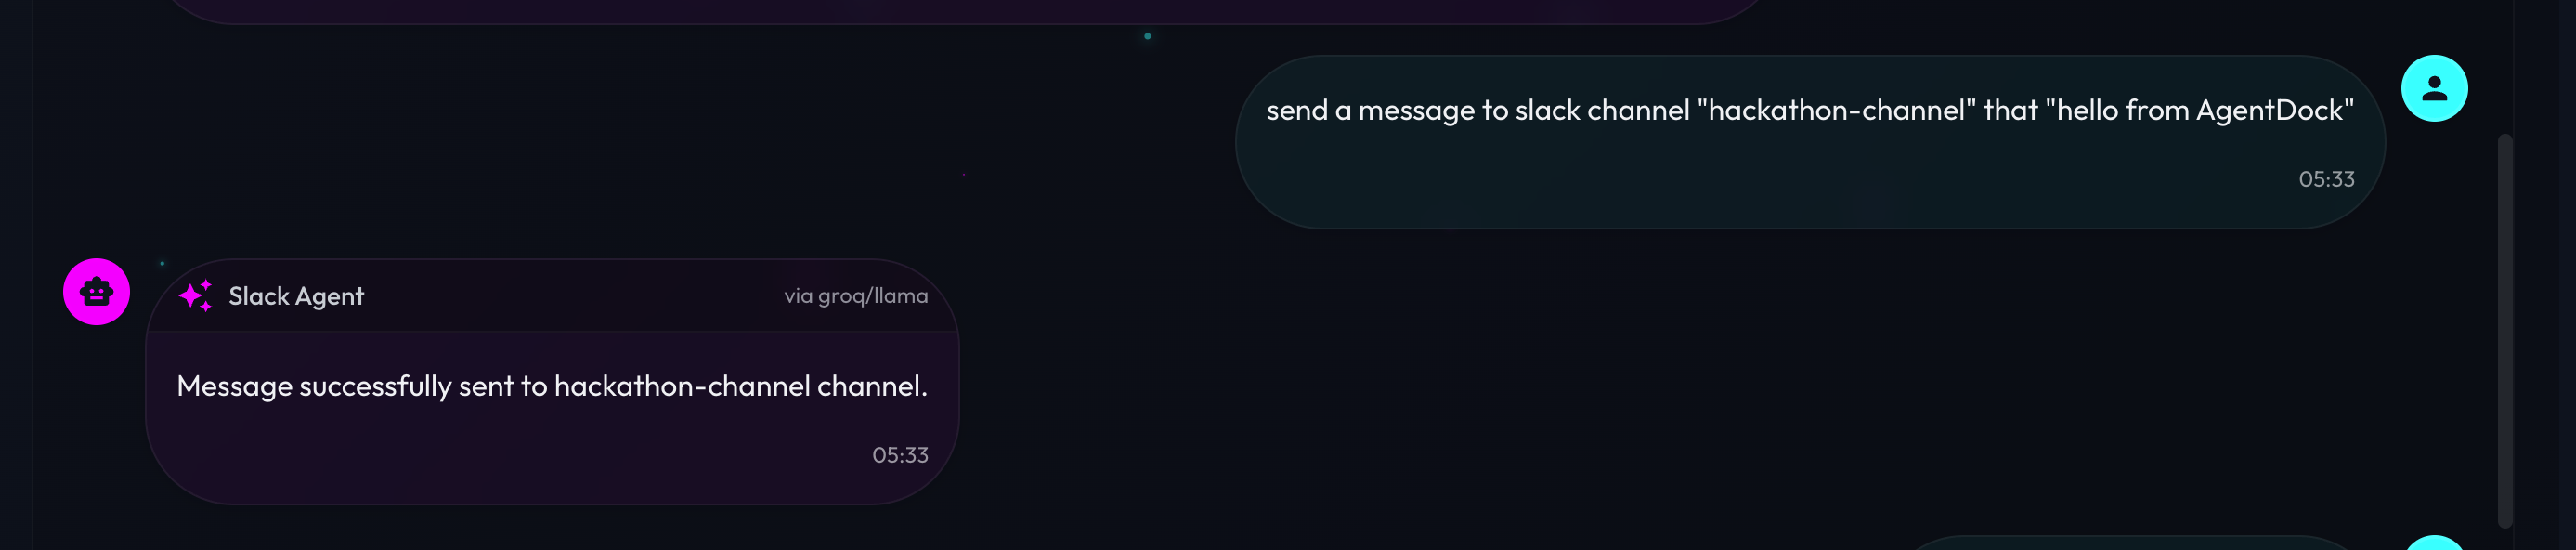 send a message to slack channel "hackathon-channel" that "hello from AgentDock"
05:33
Slack Agent
via groq/llama
Message successfully sent to hackathon-channel channel.
05:33